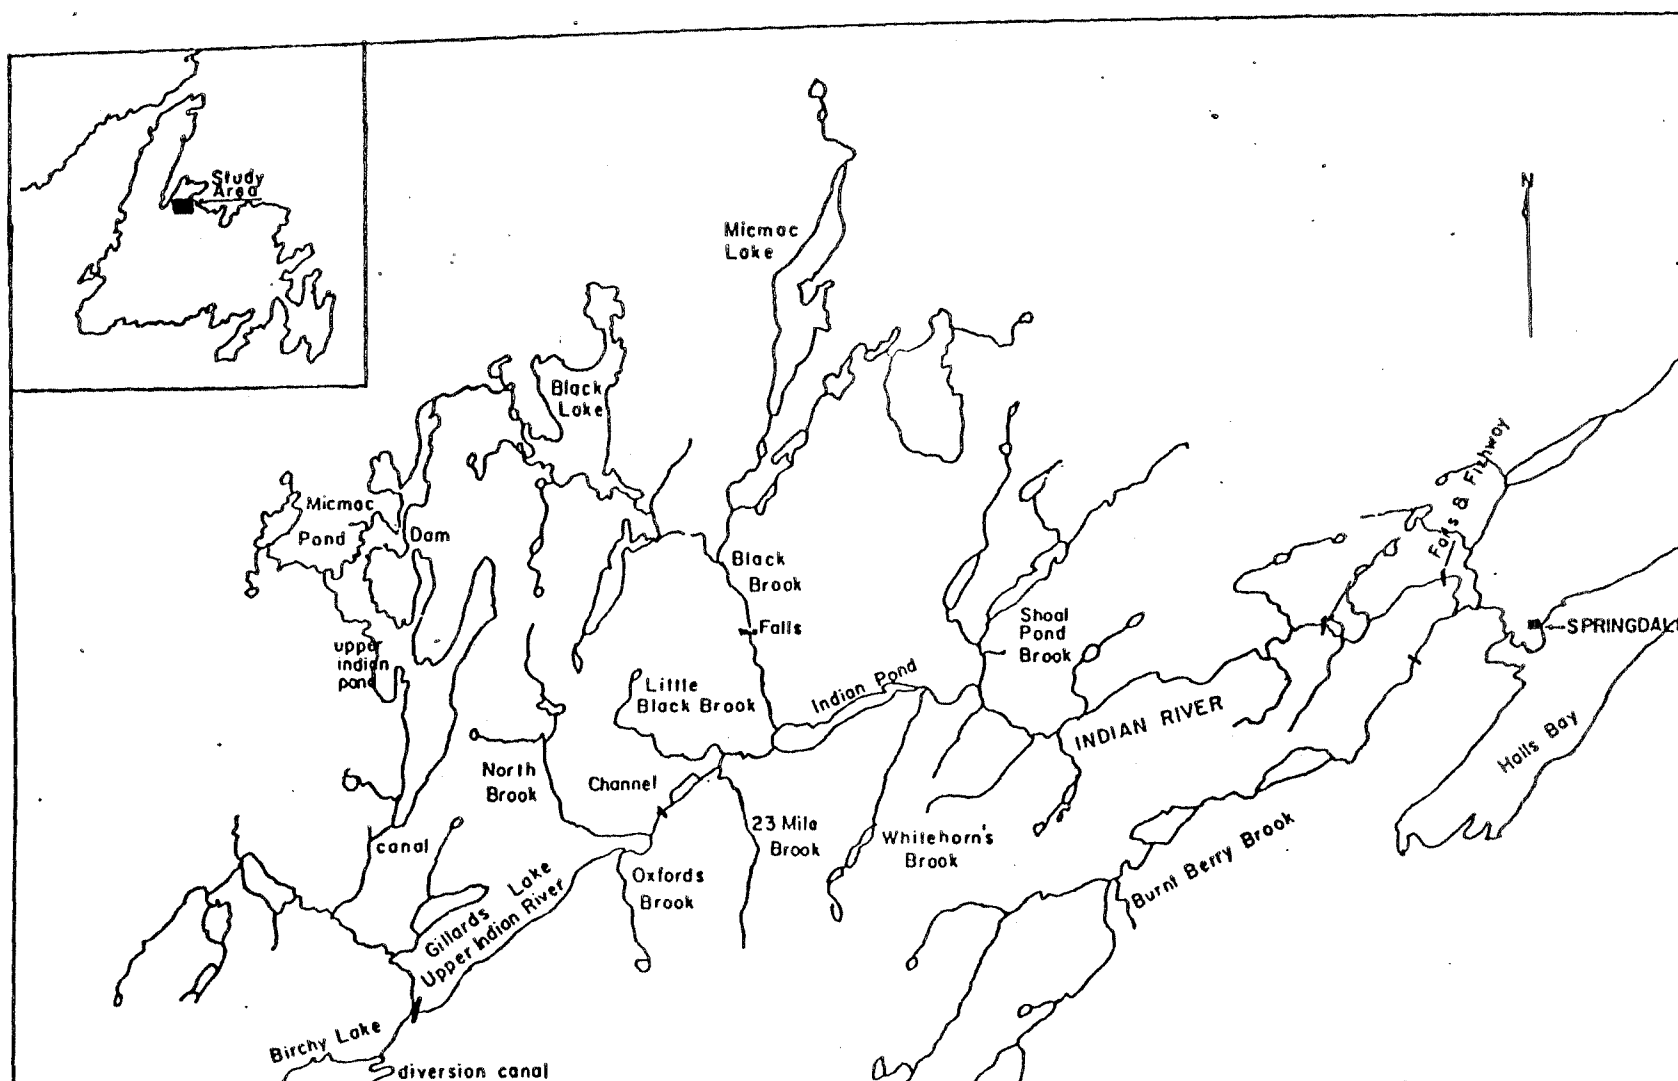 Study
Area
N
Micmac
Lake
Black
Lake
Falls & Fizhway
Micmac
Pond
Dam
Black
Brook
Falls
Shoal
Pond
Brook
SPRINGDAL
upper
indian
pond
Little
Black Brook
Indian Pond
INDIAN RIVER
Halls Bay
North
Brook
Channel
23 Mile
Brook
Whitehorn's
Brook
canal
Oxfords
Brook
Burnt Berry Brook
Gillards Lake
Upper Indian River
Birchy Lake
diversion canal